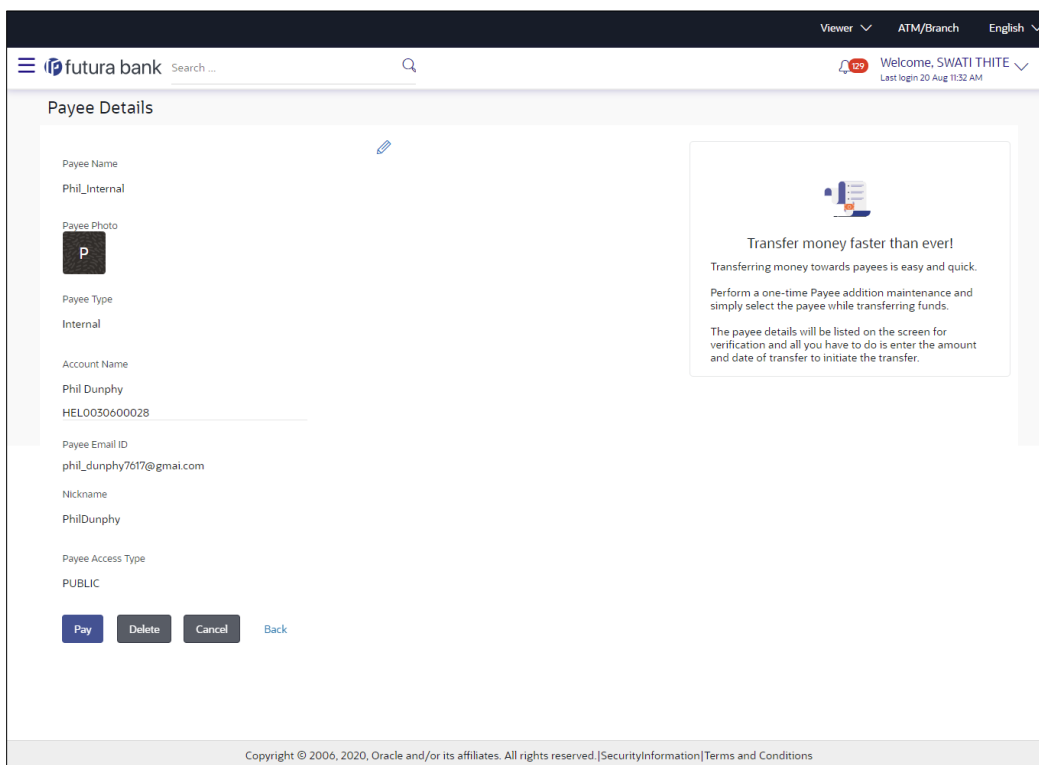 Viewer ATM/Branch English
futura bank Search ... 129 Welcome, SWATI THITE
Last login 20 Aug 11:32 AM
Payee Details
Payee Name
Phil_Internal
Payee Photo
P
Payee Type
Internal
Account Name
Phil Dunphy
HEL0030600028
Payee Email ID
phil_dunphy7617@gmai.com
Nickname
PhilDunphy
Payee Access Type
PUBLIC
Pay Delete Cancel Back
Transfer money faster than ever!
Transferring money towards payees is easy and quick.
Perform a one-time Payee addition maintenance and
simply select the payee while transferring funds.
The payee details will be listed on the screen for
verification and all you have to do is enter the amount
and date of transfer to initiate the transfer.
Copyright © 2006, 2020, Oracle and/or its affiliates. All rights reserved.|SecurityInformation|Terms and Conditions